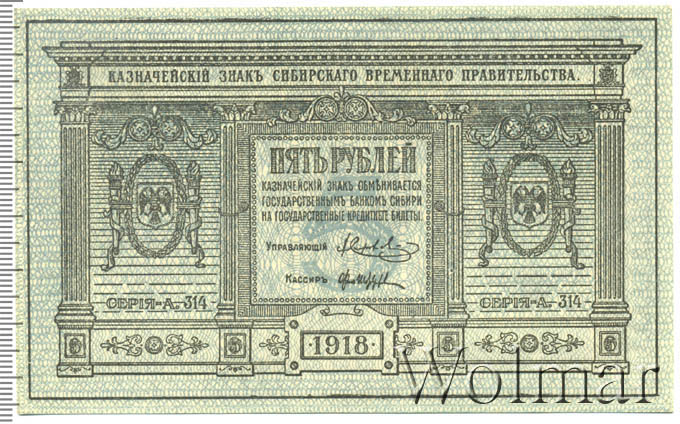 КАЗНАЧЕЙСКІЙ ЗНАКЪ СИБИРСКАГО ВРЕМЕННАГО ПРАВИТЕЛЬСТВА.
ПЯТЬ РУБЛЕЙ
КАЗНАЧЕЙСКІЙ ЗНАКЪ ОБМѢНИВАЕТСЯ
ГОСУДАРСТВЕННЫМЪ БАНКОМЪ СИБИРИ
НА ГОСУДАРСТВЕННЫЕ КРЕДИТНЫЕ БИЛЕТЫ.
УПРАВЛЯЮЩІЙ
КАССИРЪ
СЕРІЯ-А. 314
СЕРІЯ-А. 314
5 1918 5 5
Wolmar